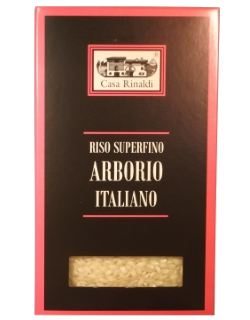 Casa Rinaldi
RISO SUPERFINO
ARBORIO
ITALIANO